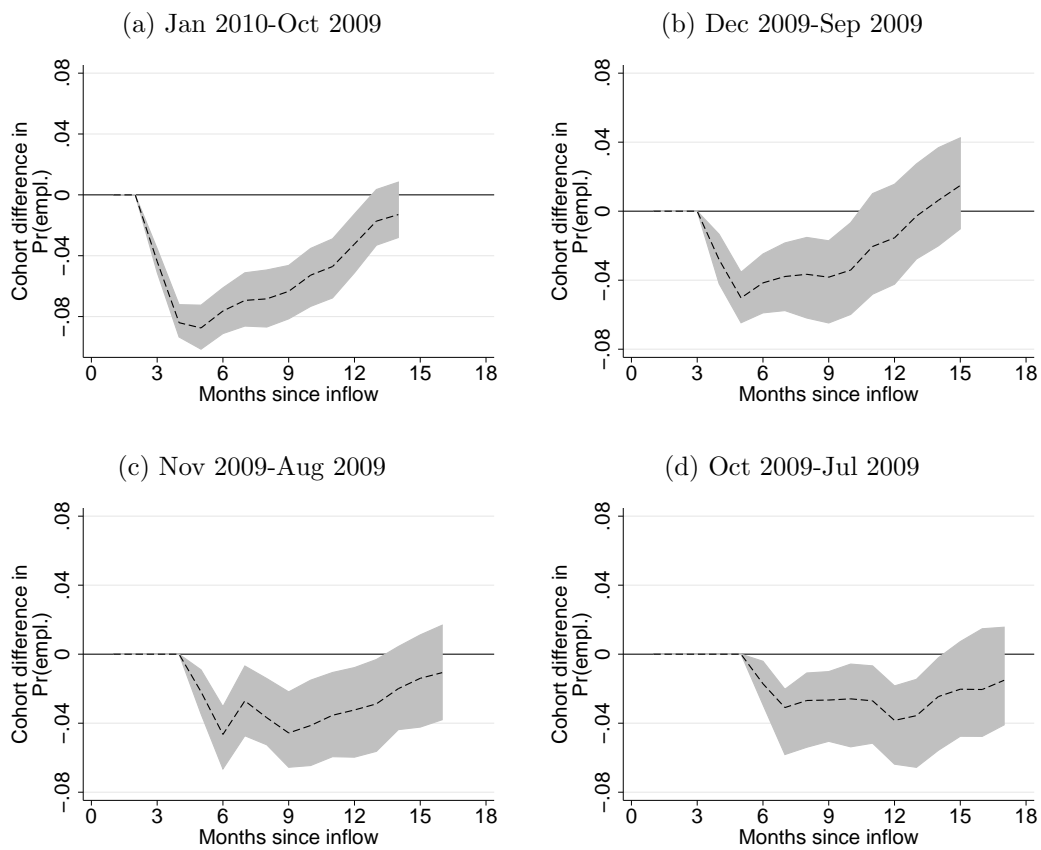 (a) Jan 2010-Oct 2009
Cohort difference in
Pr(empl.)
.08
.04
0
−.04
−.08
0 3 6 9 12 15 18
Months since inflow
(b) Dec 2009-Sep 2009
Cohort difference in
Pr(empl.)
.08
.04
0
−.04
−.08
0 3 6 9 12 15 18
Months since inflow
(c) Nov 2009-Aug 2009
Cohort difference in
Pr(empl.)
.08
.04
0
−.04
−.08
0 3 6 9 12 15 18
Months since inflow
(d) Oct 2009-Jul 2009
Cohort difference in
Pr(empl.)
.08
.04
0
−.04
−.08
0 3 6 9 12 15 18
Months since inflow